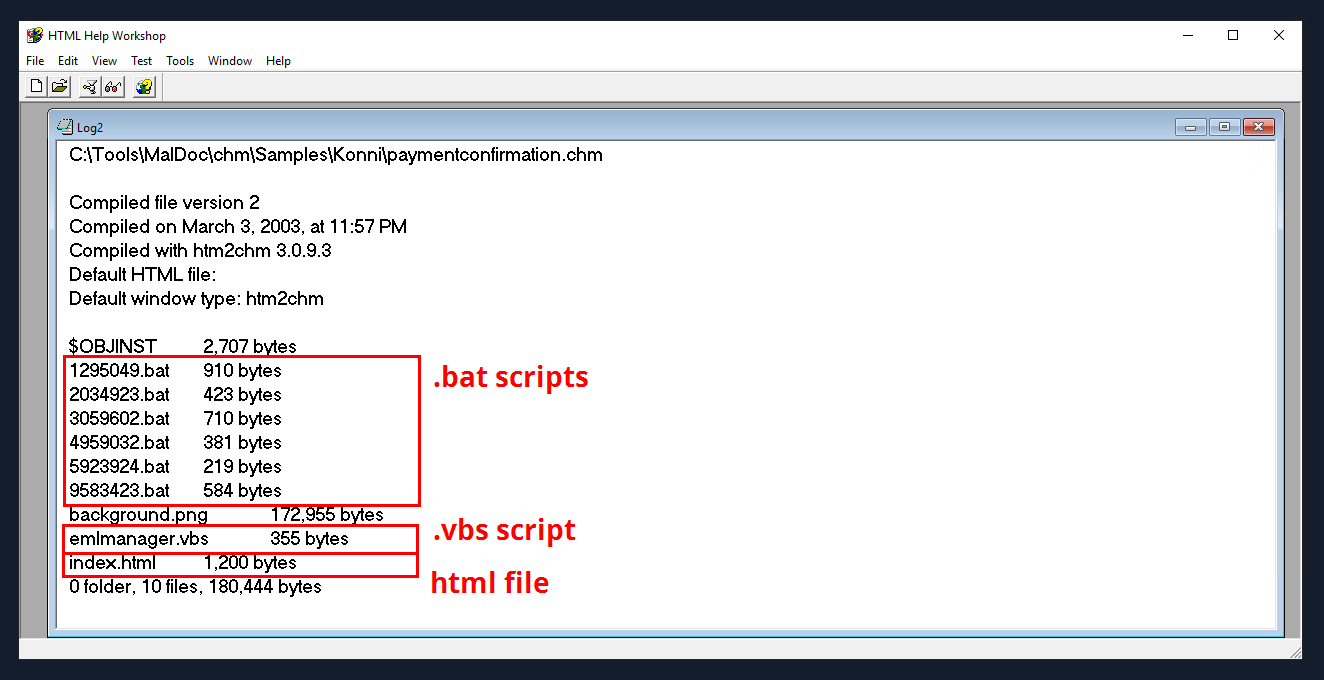 HTML Help Workshop
File Edit View Test Tools Window Help
Log2
C:\Tools\MalDoc\chm\Samples\Konni\paymentconfirmation.chm
Compiled file version 2
Compiled on March 3, 2003, at 11:57 PM
Compiled with htm2chm 3.0.9.3
Default HTML file:
Default window type: htm2chm
$OBJINST 2,707 bytes
1295049.bat 910 bytes
.bat scripts
2034923.bat 423 bytes
3059602.bat 710 bytes
4959032.bat 381 bytes
5923924.bat 219 bytes
9583423.bat 584 bytes
background.png 172,955 bytes
emlmanager.vbs 355 bytes
.vbs script
index.html 1,200 bytes
html file
0 folder, 10 files, 180,444 bytes